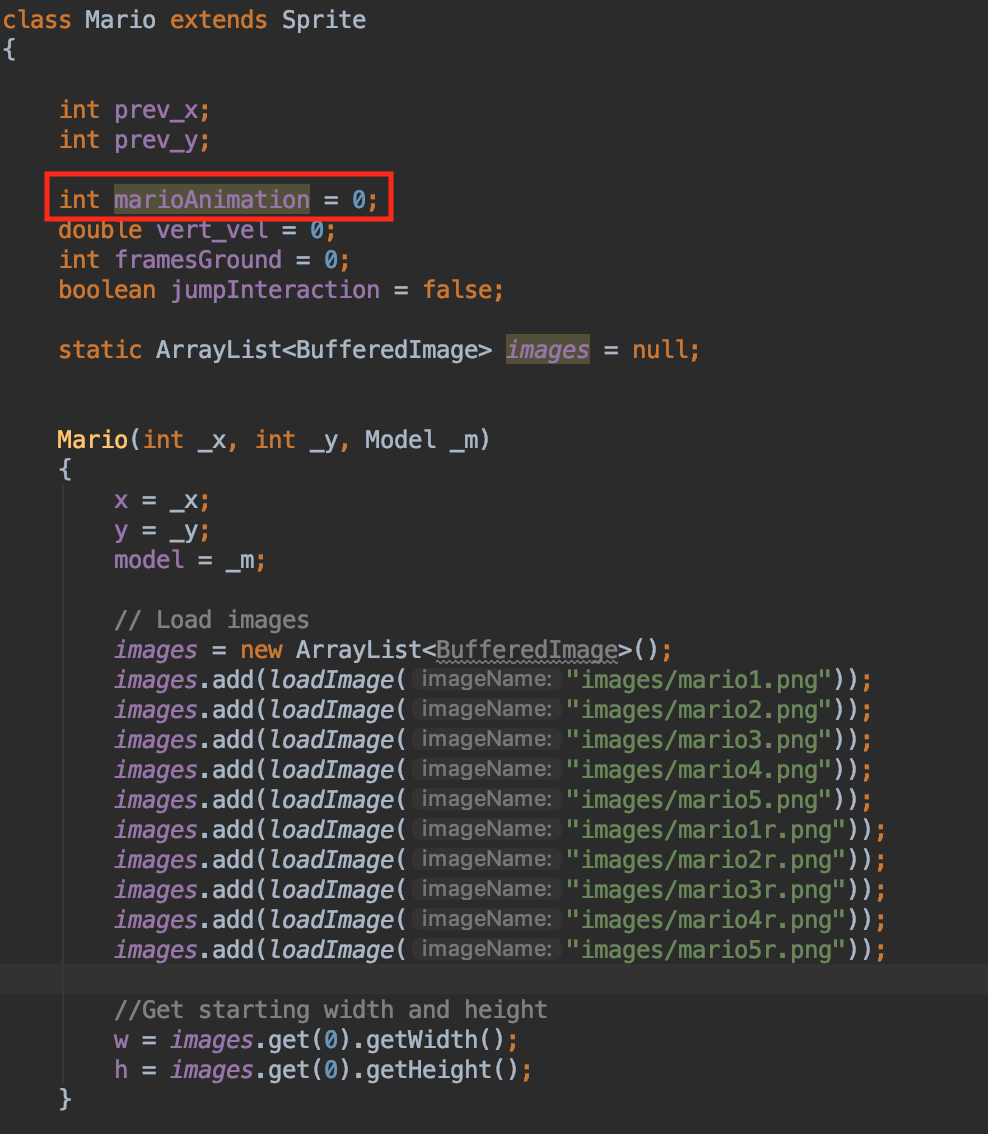 class Mario extends Sprite
{
int prev_x;
int prev_y;
int marioAnimation = 0;
double vert_vel = 0;
int framesGround = 0;
boolean jumpInteraction = false;
static ArrayList<BufferedImage> images = null;
Mario(int _x, int _y, Model _m)
{
x = _x;
y = _y;
model = _m;
// Load images
images = new ArrayList<BufferedImage>();
images.add(loadImage( imageName: "images/mario1.png"));
images.add(loadImage( imageName: "images/mario2.png"));
images.add(loadImage( imageName: "images/mario3.png"));
images.add(loadImage( imageName: "images/mario4.png"));
images.add(loadImage( imageName: "images/mario5.png"));
images.add(loadImage( imageName: "images/mario1r.png"));
images.add(loadImage( imageName: "images/mario2r.png"));
images.add(loadImage( imageName: "images/mario3r.png"));
images.add(loadImage( imageName: "images/mario4r.png"));
images.add(loadImage( imageName: "images/mario5r.png"));
//Get starting width and height
w = images.get(0).getWidth();
h = images.get(0).getHeight();
}